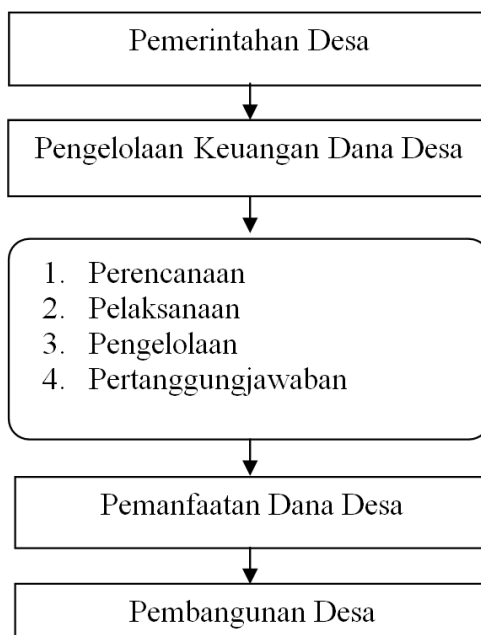 Pemerintahan Desa
Pengelolaan Keuangan Dana Desa
1. Perencanaan
2. Pelaksanaan
3. Pengelolaan
4. Pertanggungjawaban
Pemanfaatan Dana Desa
Pembangunan Desa